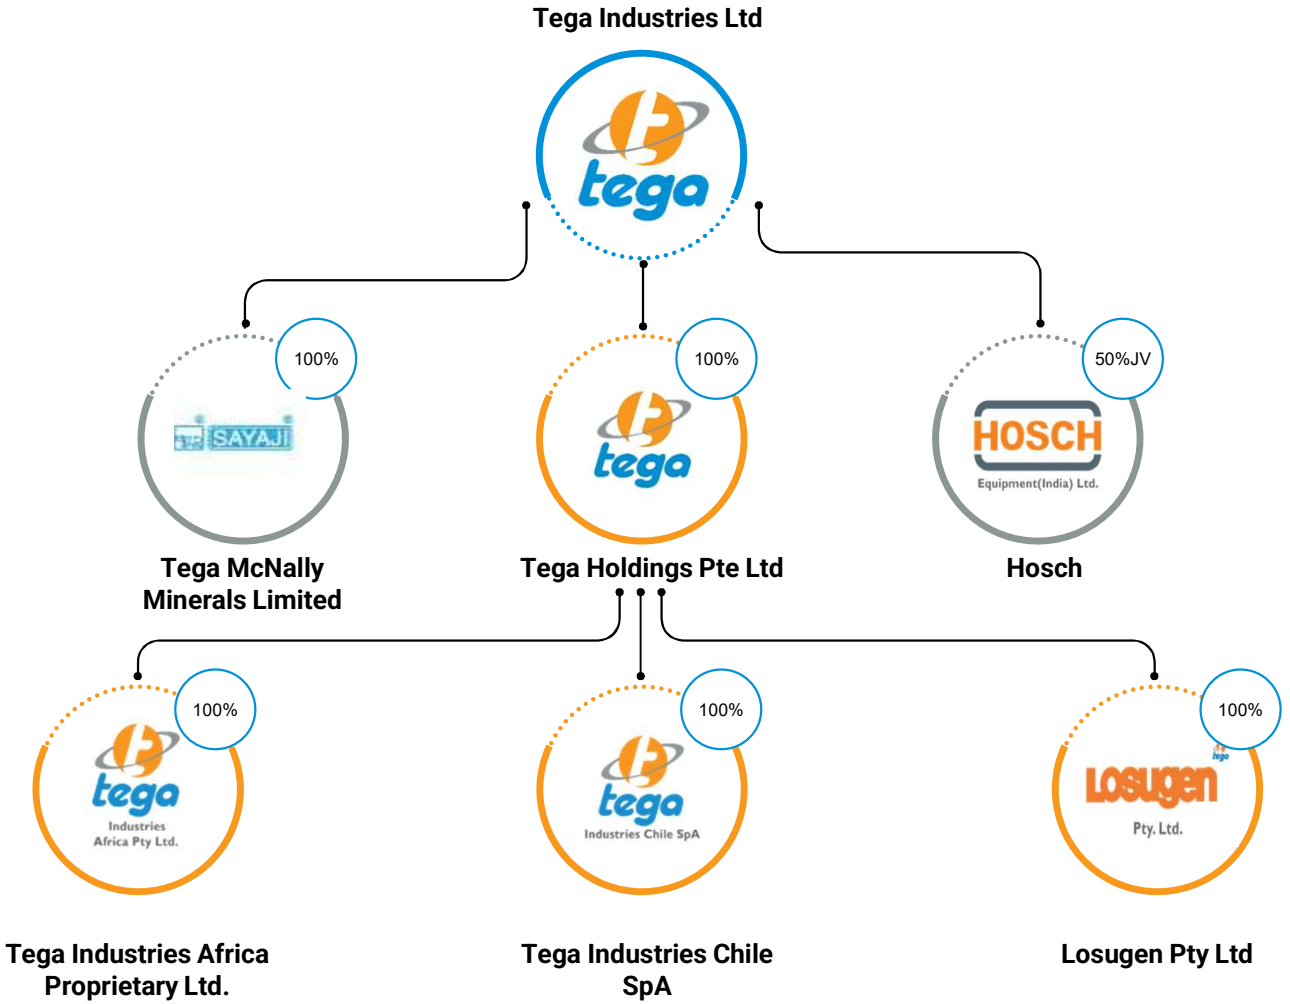 Tega Industries Ltd
tega
100%
100%
50%JV
SAYAJI
tega
HOSCH
Equipment(India) Ltd.
Tega McNally
Minerals Limited
Tega Holdings Pte Ltd
Hosch
100%
100%
100%
tega
Industries
Africa Pty Ltd.
tega
Industries Chile SpA
tega
Losugen
Pty. Ltd.
Tega Industries Africa
Proprietary Ltd.
Tega Industries Chile
SpA
Losugen Pty Ltd